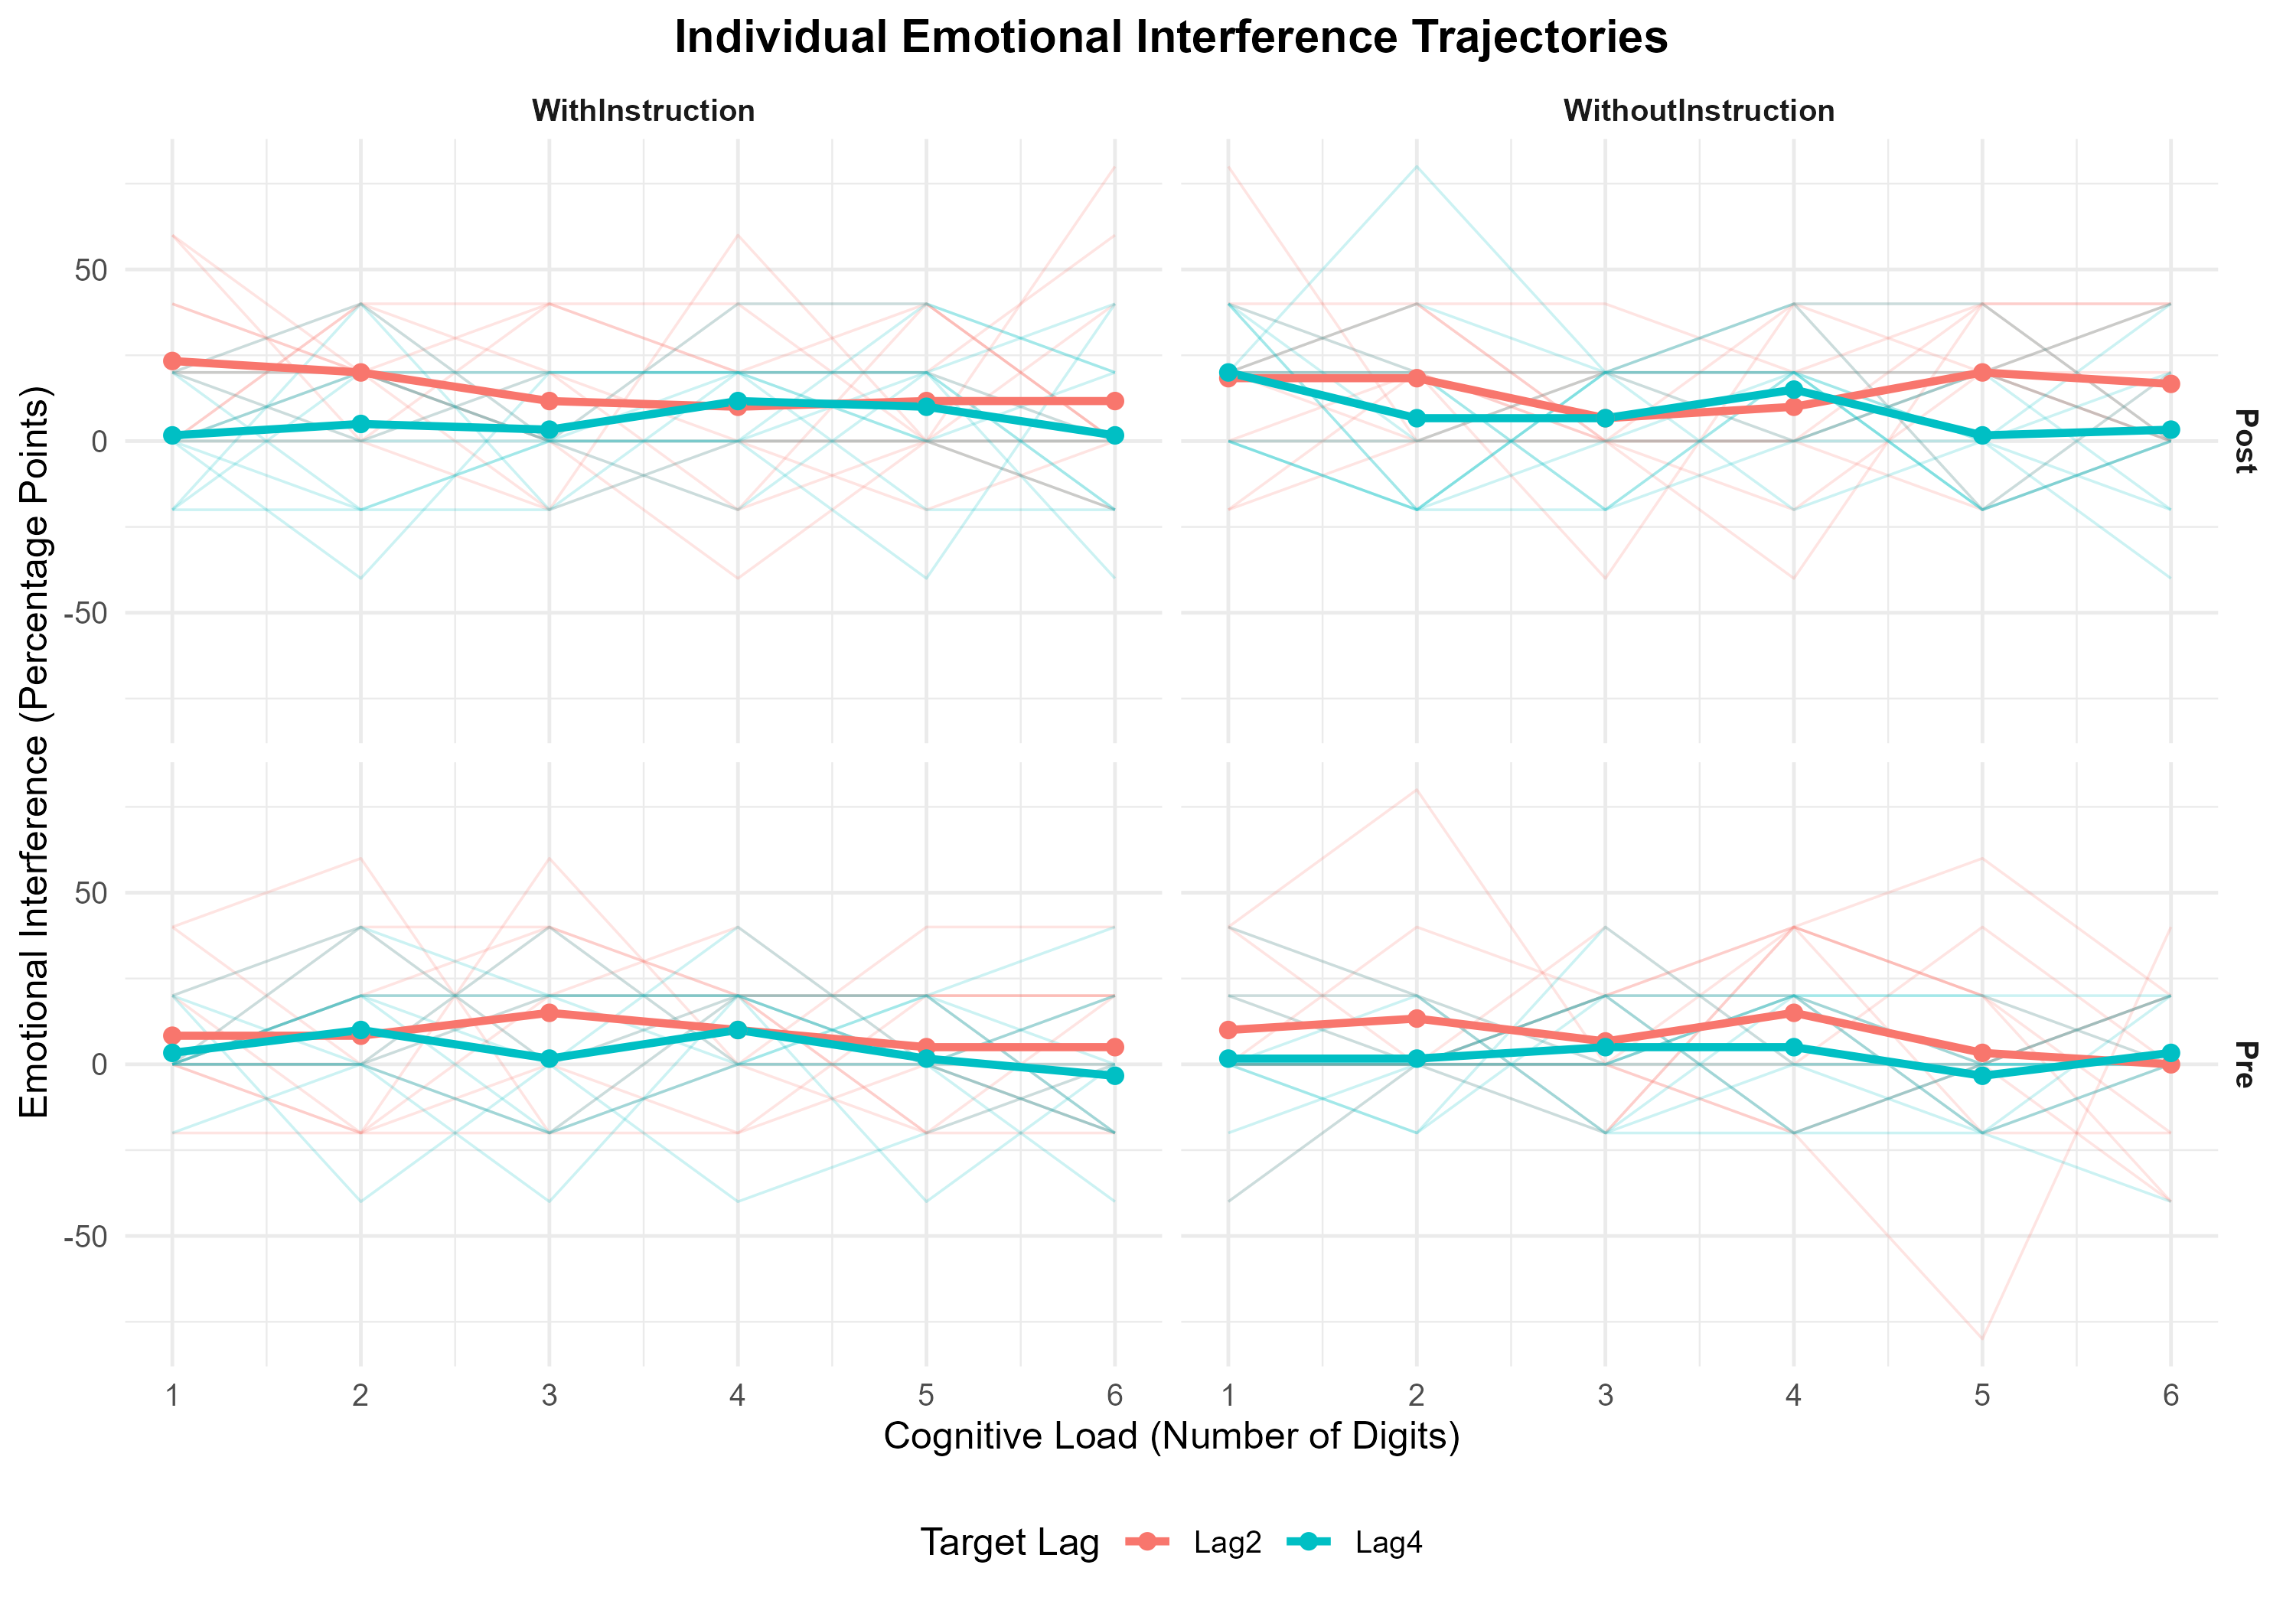 Individual Emotional Interference Trajectories
WithInstruction
WithoutInstruction
Emotional Interference (Percentage Points)
50
0
-50
Post
50
0
-50
Pre
1 2 3 4 5 6
1 2 3 4 5 6
Cognitive Load (Number of Digits)
Target Lag Lag2 Lag4